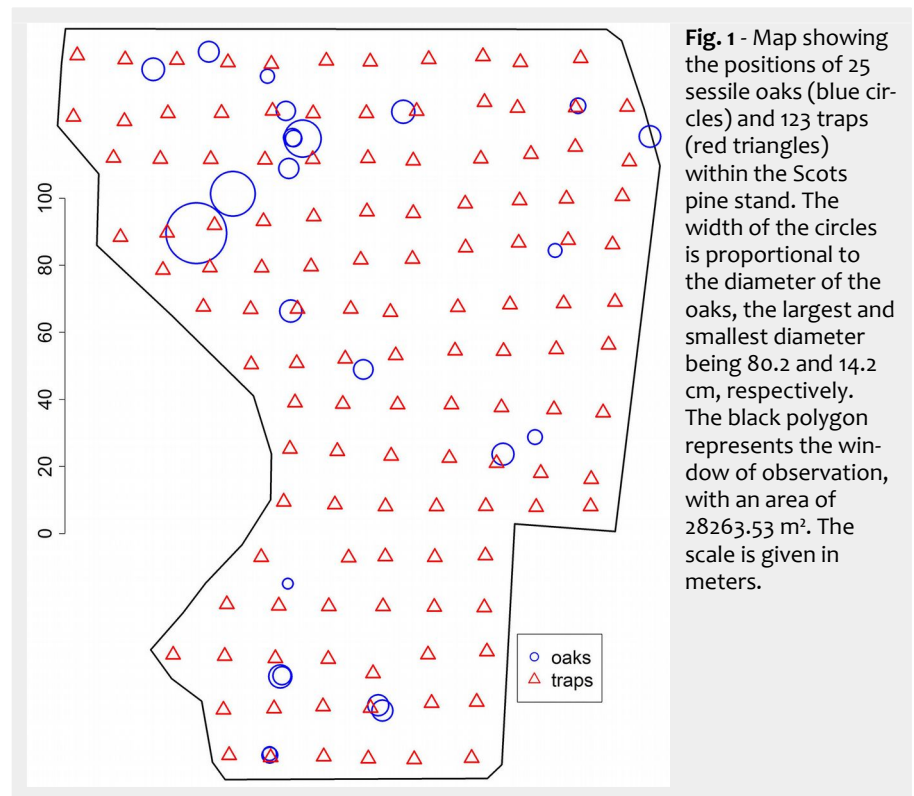 100
80
60
40
20
0
oaks
traps
Fig. 1 - Map showing
the positions of 25
sessile oaks (blue cir-
cles) and 123 traps
(red triangles)
within the Scots
pine stand. The
width of the circles
is proportional to
the diameter of the
oaks, the largest and
smallest diameter
being 80.2 and 14.2
cm, respectively.
The black polygon
represents the win-
dow of observation,
with an area of
28263.53 m². The
scale is given in
meters.